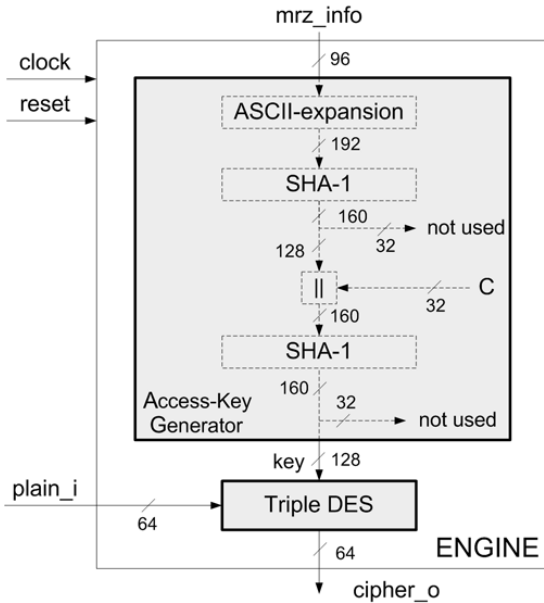 mrz_info
96
clock
reset
ASCII-expansion
192
SHA-1
160
not used
32
128
||
C
32
160
SHA-1
160
32
not used
Access-Key
Generator
key
128
plain_i
64
Triple DES
64
ENGINE
cipher_o